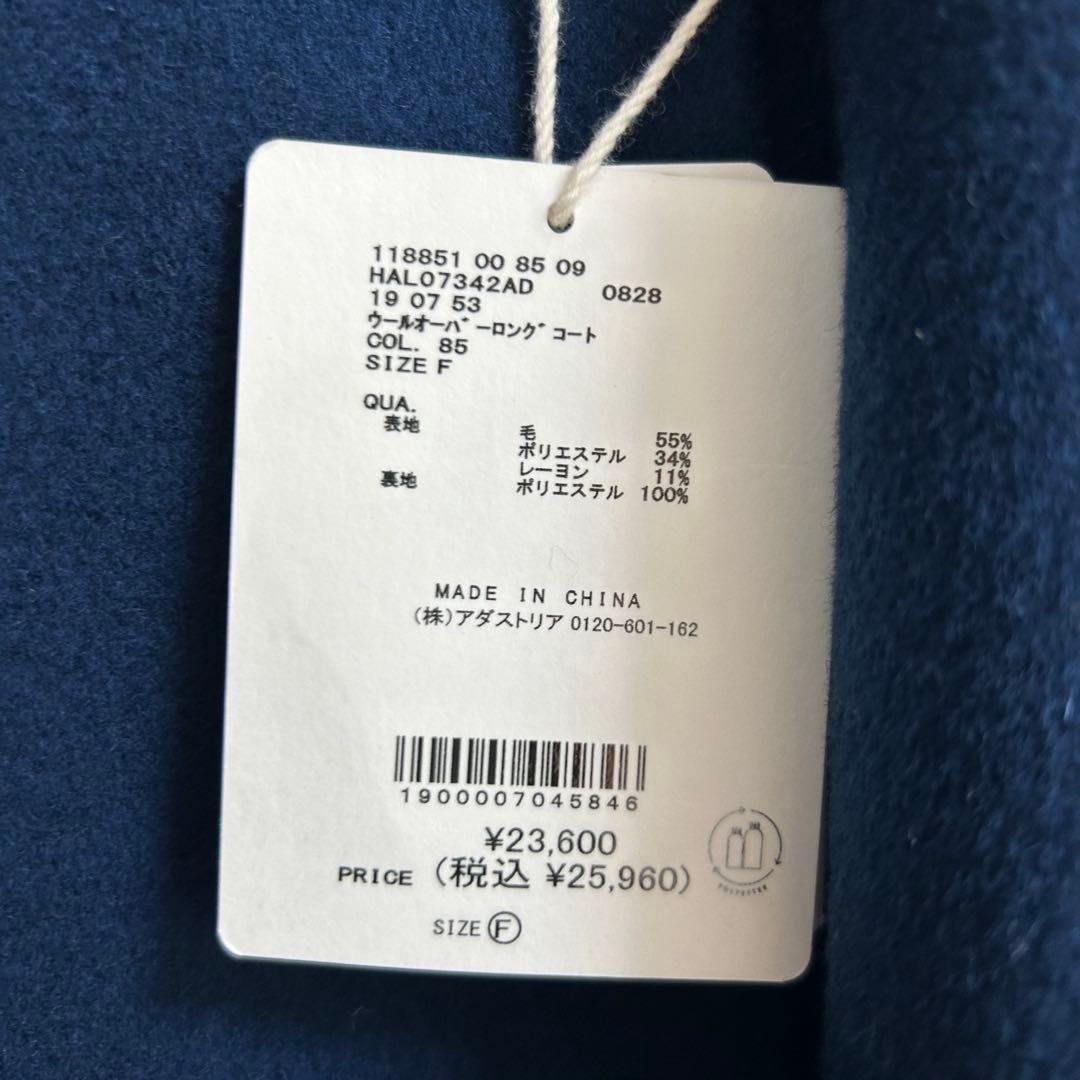 118851 00 85 09
HAL07342AD 0828
19 07 53
ウールオーバーロングコート
COL. 85
SIZE F
QUA.
表地 毛 55%
ポリエステル 34%
レーヨン 11%
裏地 ポリエステル 100%
MADE IN CHINA
(株)アダストリア 0120-601-162
1900007045846
¥23,600
PRICE (税込 ¥25,960)
POLYESTER
SIZE F